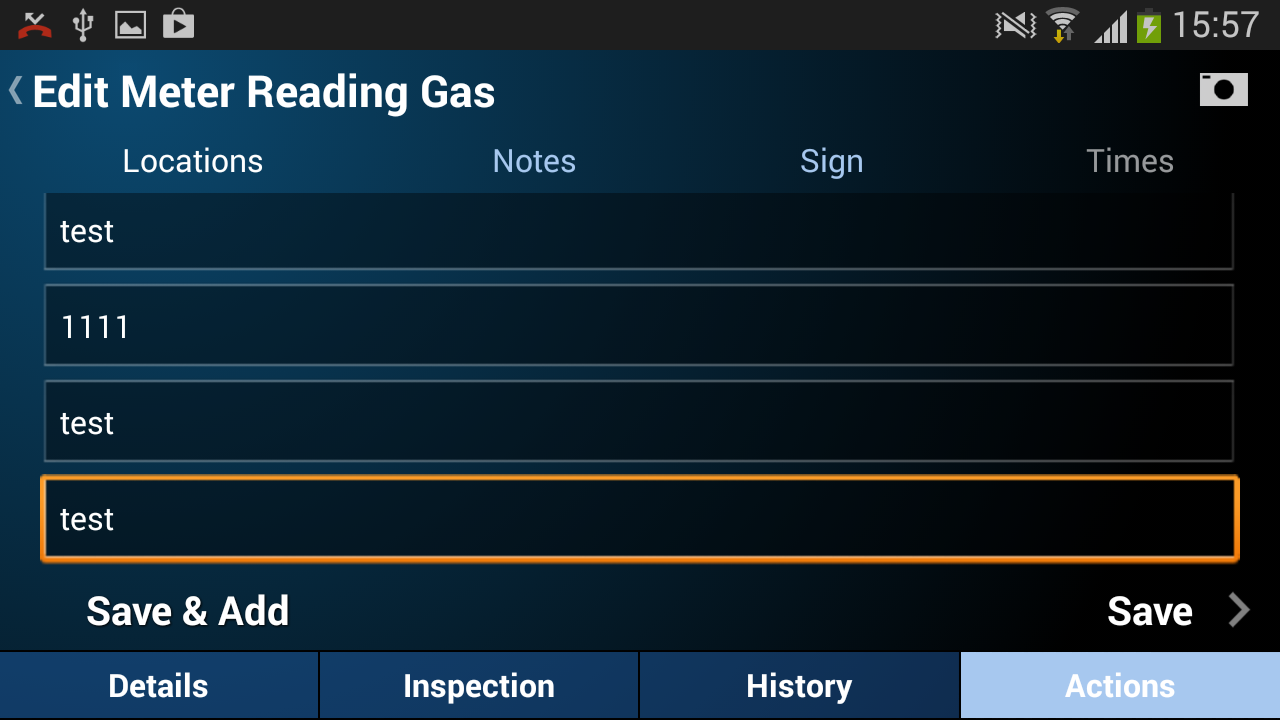 15:57
Edit Meter Reading Gas
Locations Notes Sign Times
test
1111
test
test
Save & Add Save
Details Inspection History Actions